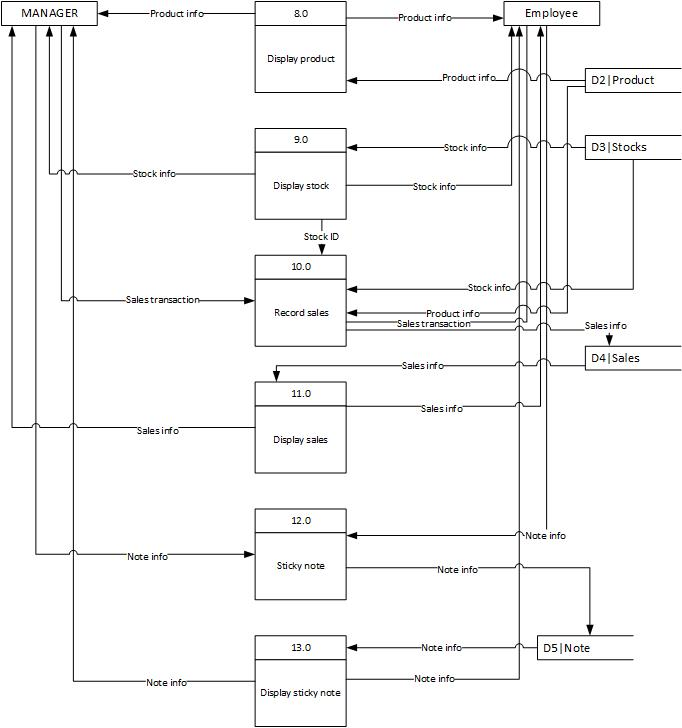 MANAGER
Product info
8.0
Product info
Employee
Display product
Product info
D2|Product
9.0
Stock info
D3|Stocks
Stock info
Display stock
Stock info
Stock ID
10.0
Stock info
Sales transaction
Record sales
Product info
Sales transaction
Sales info
D4|Sales
Sales info
11.0
Sales info
Sales info
Display sales
12.0
Note info
Note info
Sticky note
Note info
13.0
Note info
D5|Note
Note info
Display sticky note
Note info